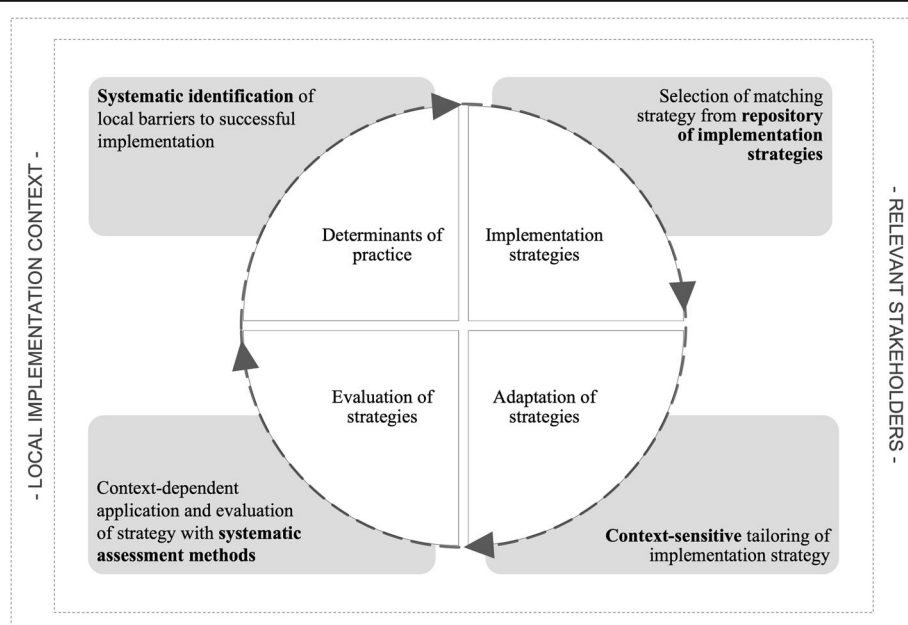 - LOCAL IMPLEMENTATION CONTEXT -
Systematic identification of
local barriers to successful
implementation
Selection of matching
strategy from repository
of implementation
strategies
Determinants of
practice
Implementation
strategies
Evaluation of
strategies
Adaptation of
strategies
Context-dependent
application and evaluation
of strategy with systematic
assessment methods
Context-sensitive tailoring of
implementation strategy
- RELEVANT STAKEHOLDERS -